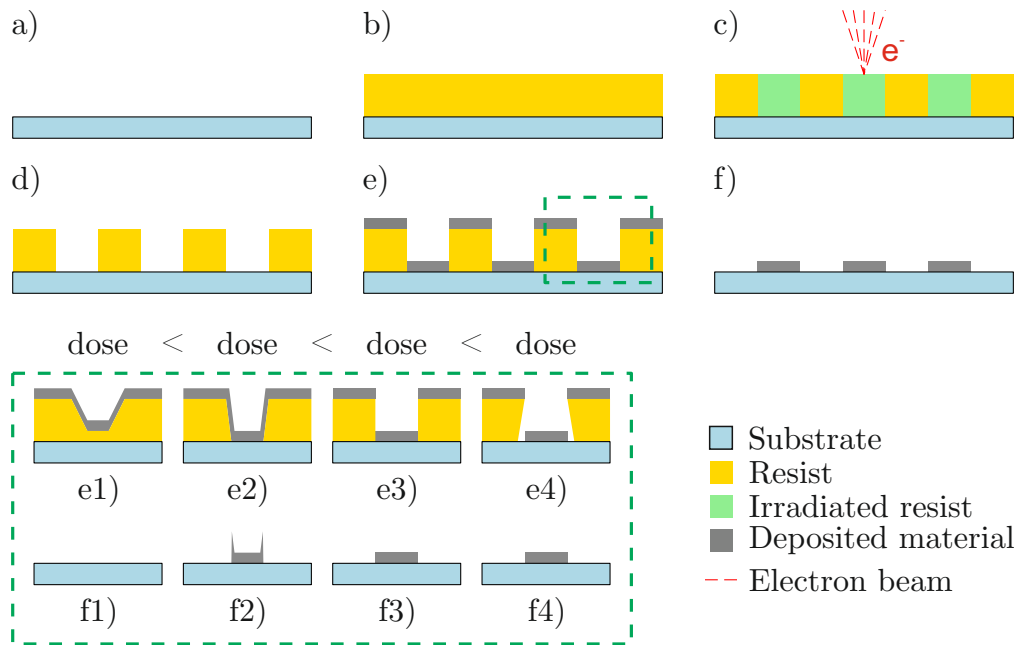 a) b) c)
e-
d) e) f)
dose < dose < dose < dose
e1) e2) e3) e4)
f1) f2) f3) f4)
Substrate
Resist
Irradiated resist
Deposited material
Electron beam